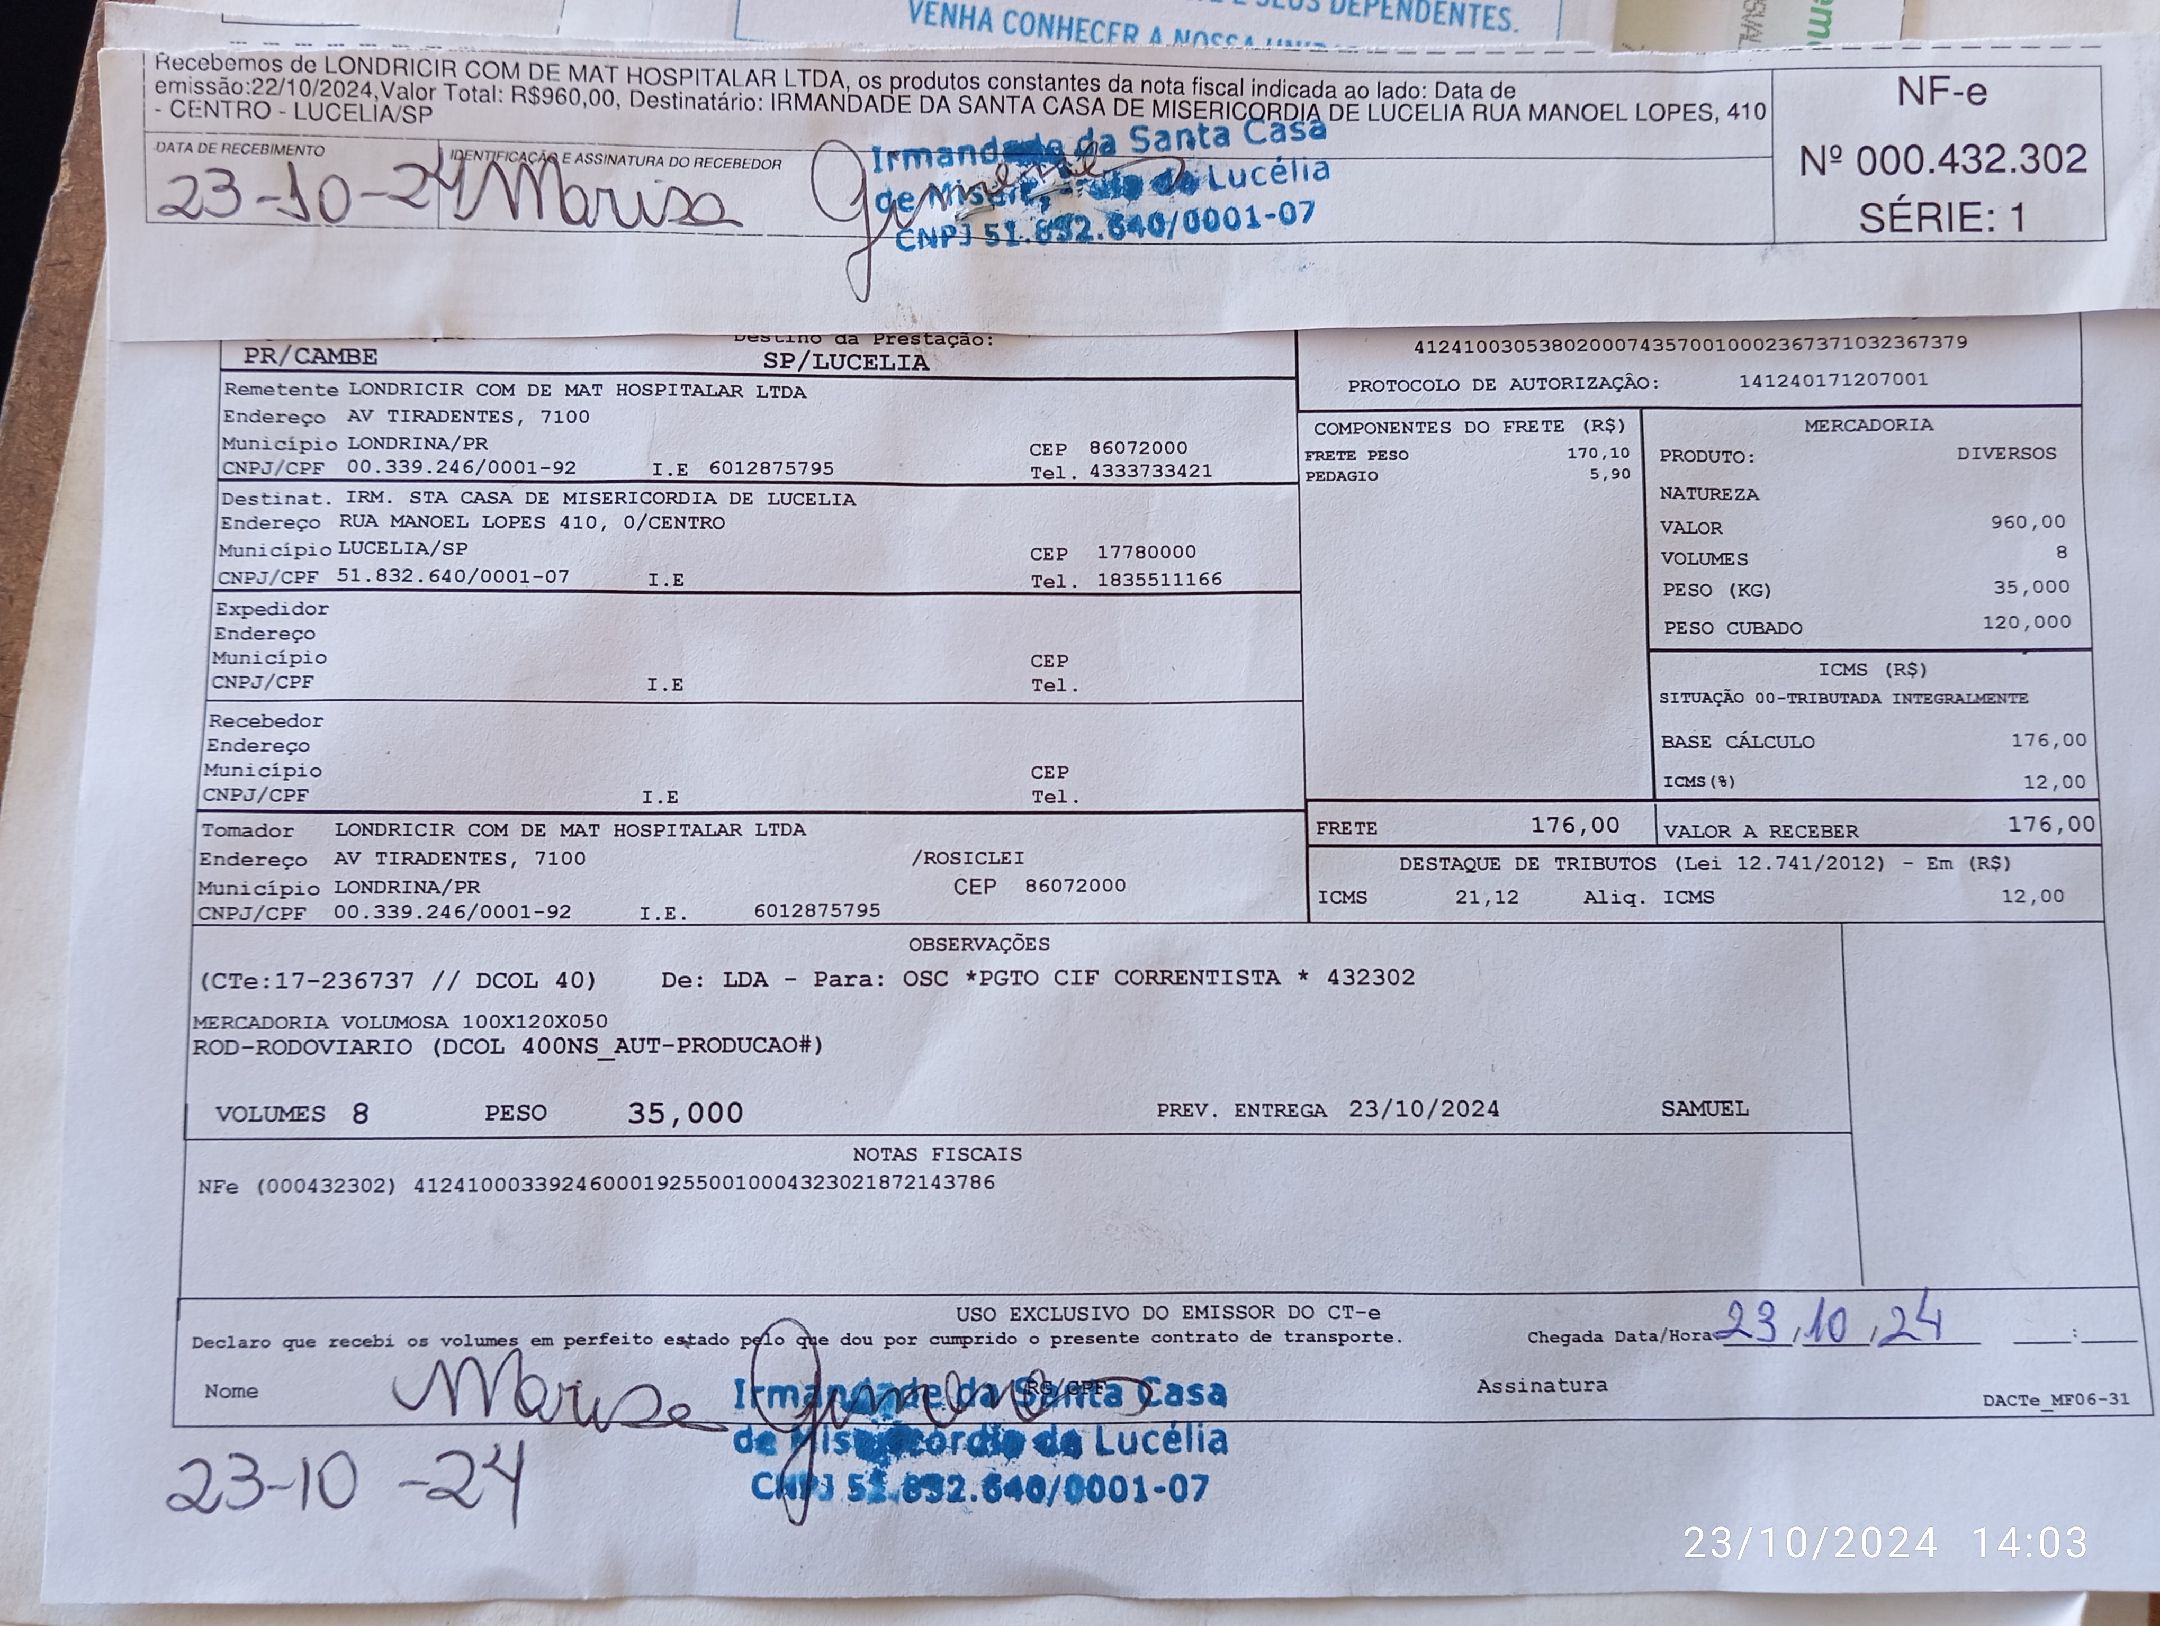 SEUS DEPENDENTES.
VENHA CONHECER A NOSSA
Recebemos de LONDRICIR COM DE MAT HOSPITALAR LTDA, os produtos constantes da nota fiscal indicada ao lado: Data de
emissão:22/10/2024,Valor Total: R$960,00, Destinatário: IRMANDADE DA SANTA CASA DE MISERICORDIA DE LUCELIA RUA MANOEL LOPES, 410
- CENTRO - LUCELIA/SP
NF-e
Nº 000.432.302
SÉRIE: 1
DATA DE RECEBIMENTO
23-10-24
IDENTIFICAÇÃO E ASSINATURA DO RECEBEDOR
Marisa
Irmandade da Santa Casa
de Lucélia
CNPJ 51.832.640/0001-07
Destino da Prestação:
PR/CAMBE SP/LUCELIA
Remetente LONDRICIR COM DE MAT HOSPITALAR LTDA
Endereço AV TIRADENTES, 7100
Município LONDRINA/PR CEP 86072000
CNPJ/CPF 00.339.246/0001-92 I.E 6012875795 Tel. 4333733421
Destinat. IRM. STA CASA DE MISERICORDIA DE LUCELIA
Endereço RUA MANOEL LOPES 410, 0/CENTRO
Município LUCELIA/SP CEP 17780000
CNPJ/CPF 51.832.640/0001-07 I.E Tel. 1835511166
Expedidor
Endereço
Município CEP
CNPJ/CPF I.E Tel.
Recebedor
Endereço
Município CEP
CNPJ/CPF I.E Tel.
Tomador LONDRICIR COM DE MAT HOSPITALAR LTDA
Endereço AV TIRADENTES, 7100 /ROSICLEI
Município LONDRINA/PR CEP 86072000
CNPJ/CPF 00.339.246/0001-92 I.E. 6012875795
41241003053802000743570010002367371032367379
PROTOCOLO DE AUTORIZAÇÃO: 141240171207001
COMPONENTES DO FRETE (R$)
FRETE PESO 170,10
PEDAGIO 5,90
MERCADORIA
PRODUTO: DIVERSOS
NATUREZA
VALOR 960,00
VOLUMES 8
PESO (KG) 35,000
PESO CUBADO 120,000
ICMS (R$)
SITUAÇÃO 00-TRIBUTADA INTEGRALMENTE
BASE CÁLCULO 176,00
ICMS(%) 12,00
FRETE 176,00 VALOR A RECEBER 176,00
DESTAQUE DE TRIBUTOS (Lei 12.741/2012) - Em (R$)
ICMS 21,12 Aliq. ICMS 12,00
OBSERVAÇÕES
(CTe:17-236737 // DCOL 40) De: LDA - Para: OSC *PGTO CIF CORRENTISTA * 432302
MERCADORIA VOLUMOSA 100X120X050
ROD-RODOVIARIO (DCOL 400NS_AUT-PRODUCAO#)
VOLUMES 8 PESO 35,000 PREV. ENTREGA 23/10/2024 SAMUEL
NOTAS FISCAIS
NFe (000432302) 41241000339246000192550010004323021872143786
USO EXCLUSIVO DO EMISSOR DO CT-e
Declaro que recebi os volumes em perfeito estado pelo que dou por cumprido o presente contrato de transporte.
Chegada Data/Hora 23,10,24 :
Nome Marisa RG/CPF Assinatura
DACTe_MF06-31
Irmandade da Santa Casa
de Misericórdia de Lucélia
CNPJ 51.832.640/0001-07
23-10-24
23/10/2024 14:03